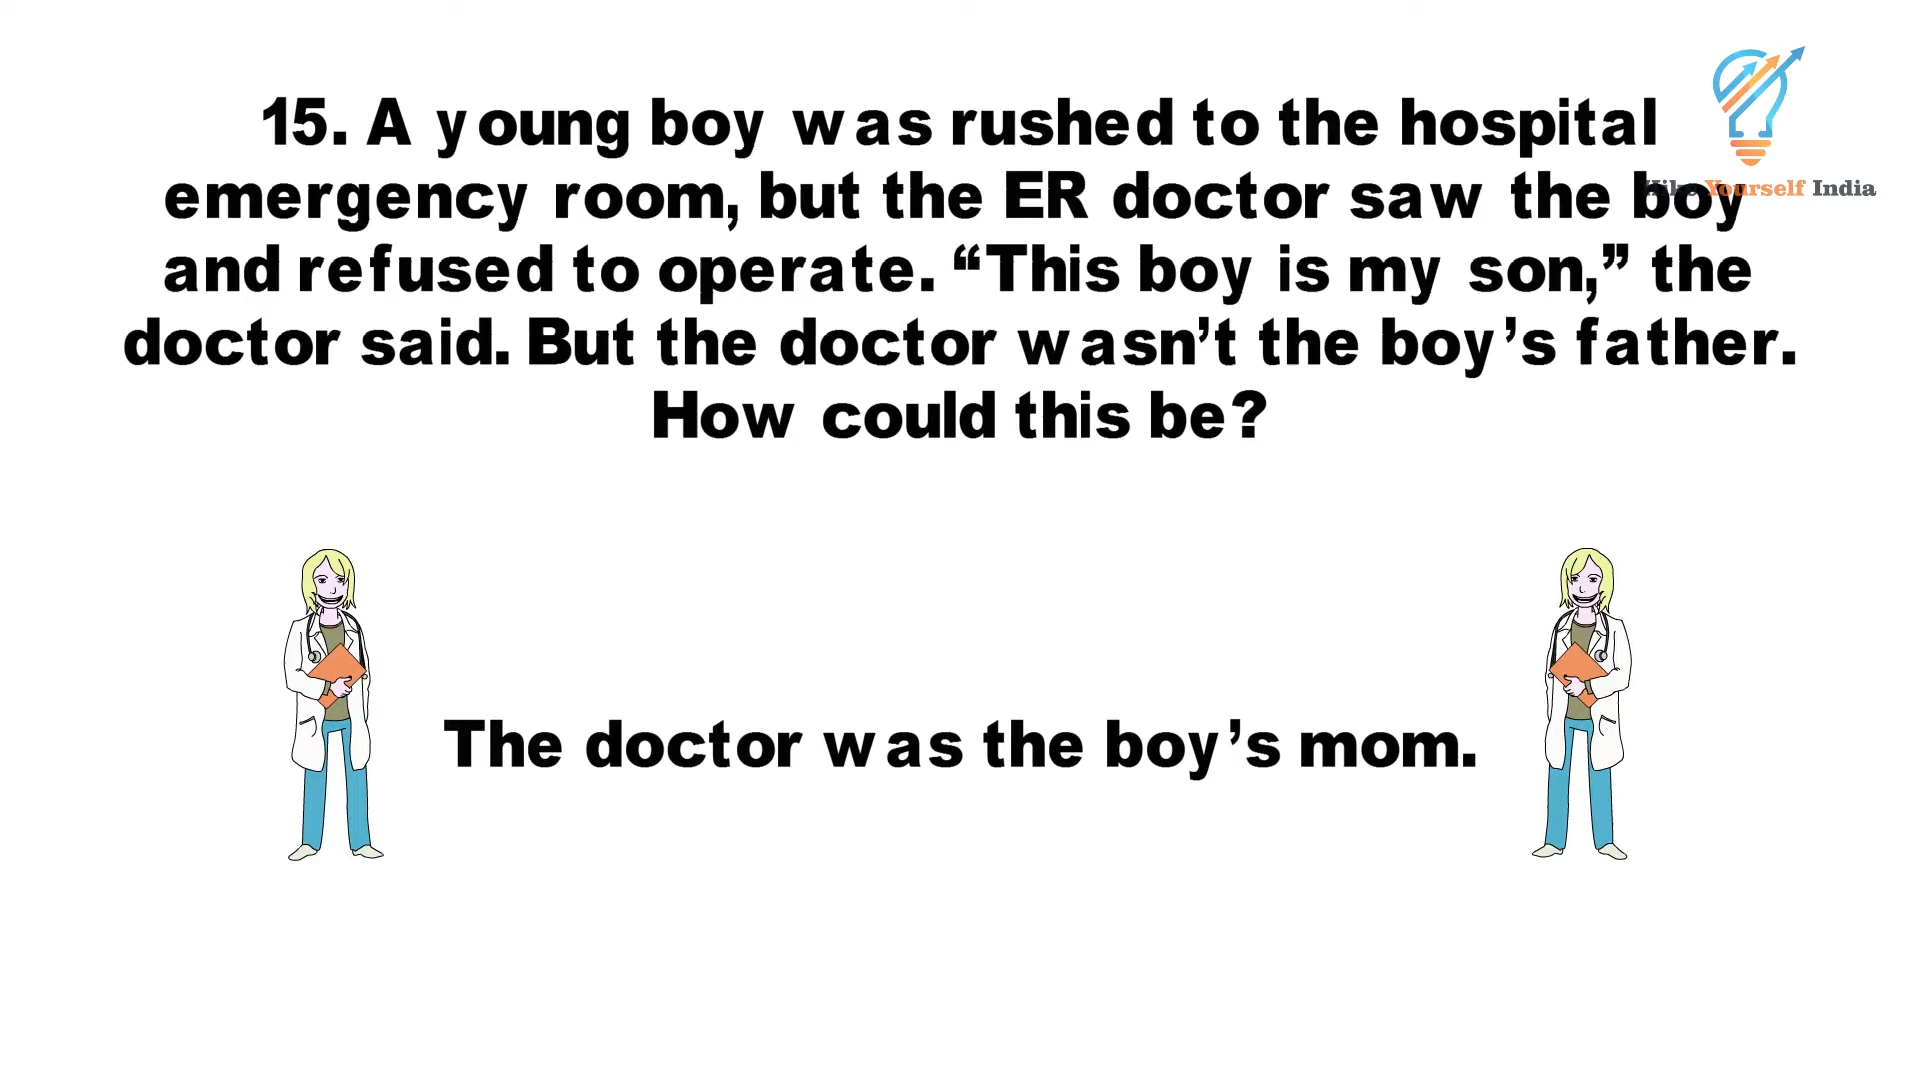 15. A young boy was rushed to the hospital
emergency room, but the ER doctor saw the boy
and refused to operate. “This boy is my son,” the
doctor said. But the doctor wasn’t the boy’s father.
How could this be?
Yourself India
The doctor was the boy’s mom.